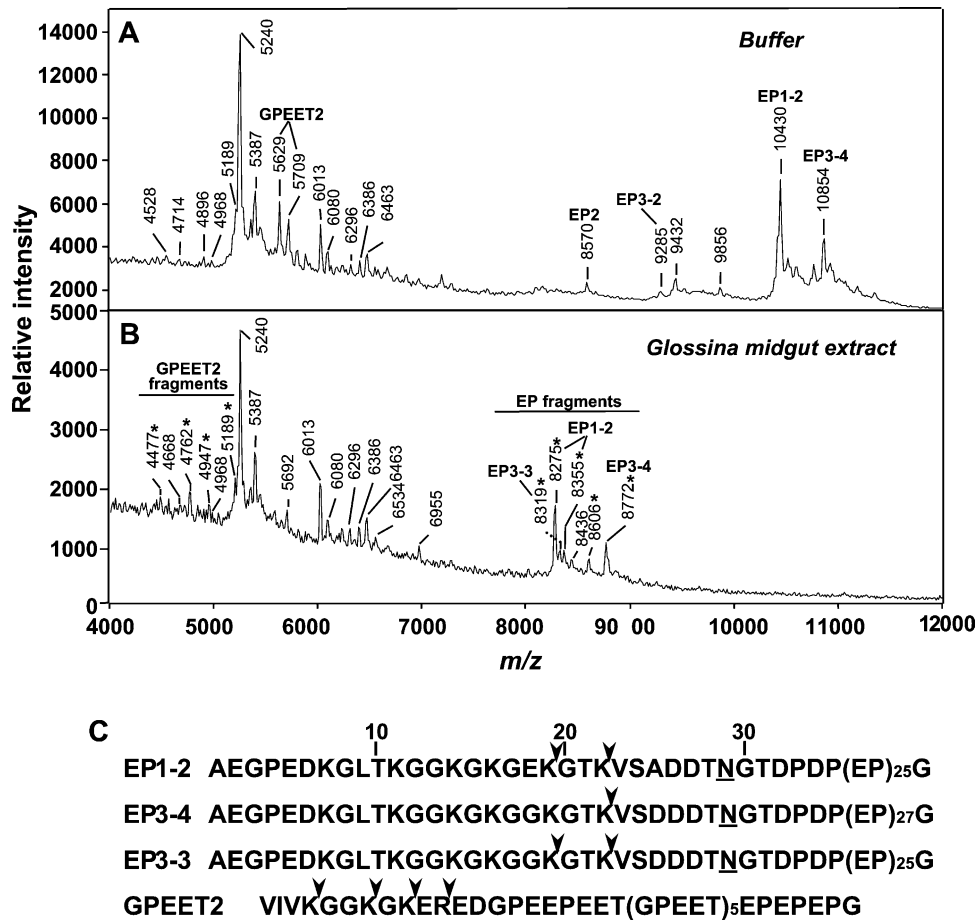 A
Buffer
14000
12000
10000
8000
6000
4000
2000
5240
4528
4714
4896
4968
5189
5387
GPEET2
5629
5709
6013
6080
6296
6386
6463
EP2
8570
EP3-2
9285
9432
9856
EP1-2
10430
EP3-4
10854
Relative intensity
B
Glossina midgut extract
5000
4000
3000
2000
1000
0
GPEET2
fragments
4477*
4668
4762*
4947*
4968
5189*
5240
5387
5692
6013
6080
6296
6386
6463
6534
6955
EP fragments
EP1-2
EP3-3
EP3-4
8319*
8275*
8355*
8436
8606*
8772*
4000 5000 6000 7000 8000 90 00 10000 11000 12000
m/z
C
10 20 30
EP1-2 AEGPEDKGLTKGGKGKGEKGTKVSADDTNGTDPDP(EP)25G
EP3-4 AEGPEDKGLTKGGKGKGGKGTKVSDDDTNGTDPDP(EP)27G
EP3-3 AEGPEDKGLTKGGKGKGGKGTKVSDDDTNGTDPDP(EP)25G
GPEET2 VIVKGGKGKEREDGPEEPEET(GPEET)5EPEPEPG